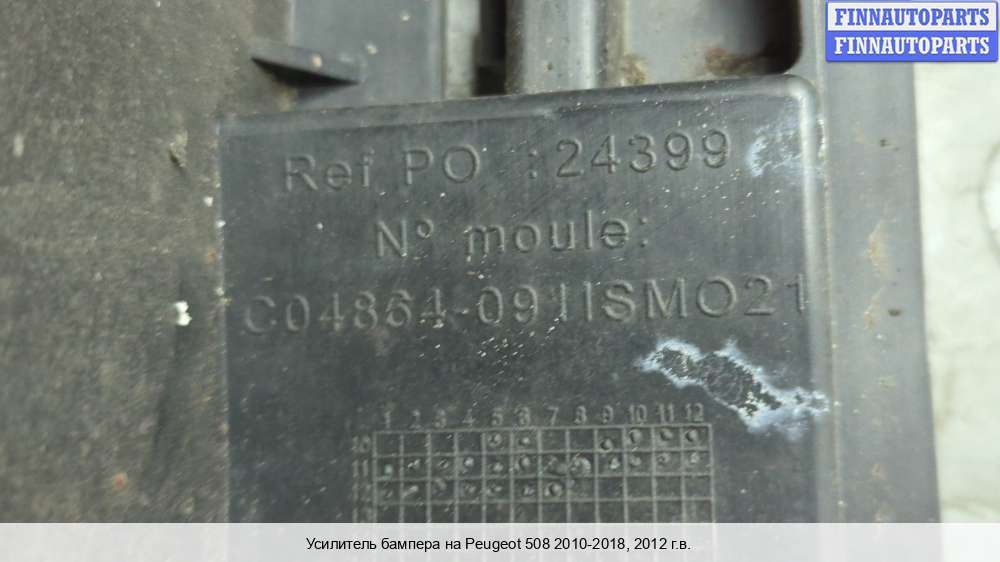 FINNAUTOPARTS
FINNAUTOPARTS
Ref PO : 24399
N° moule:
C04864-0911SMO21
1 2 3 4 5 6 7 8 9 10 11 12
10
11
Усилитель бампера на Peugeot 508 2010-2018, 2012 г.в.